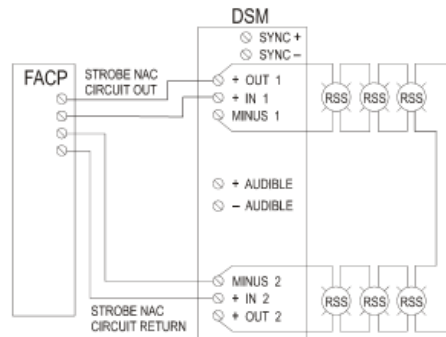 DSM
SYNC +
SYNC –
FACP
STROBE NAC
CIRCUIT OUT
+ OUT 1
+ IN 1
MINUS 1
RSS RSS RSS
+ AUDIBLE
– AUDIBLE
MINUS 2
+ IN 2
+ OUT 2
RSS RSS RSS
STROBE NAC
CIRCUIT RETURN